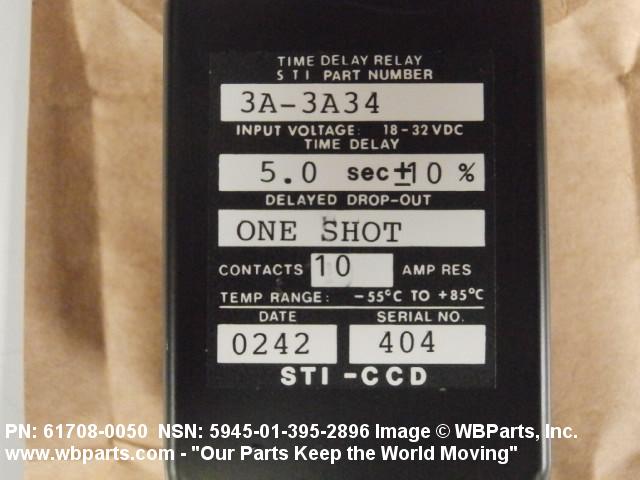 TIME DELAY RELAY
STI PART NUMBER
3A-3A34
INPUT VOLTAGE: 18-32 VDC
TIME DELAY
5.0 sec ±10 %
DELAYED DROP-OUT
ONE SHOT
CONTACTS 10 AMP RES
TEMP RANGE: -55°C TO +85°C
DATE SERIAL NO.
0242 404
STI-CCD
PN: 61708-0050 NSN: 5945-01-395-2896 Image © WBParts, Inc.
www.wbparts.com - "Our Parts Keep the World Moving"